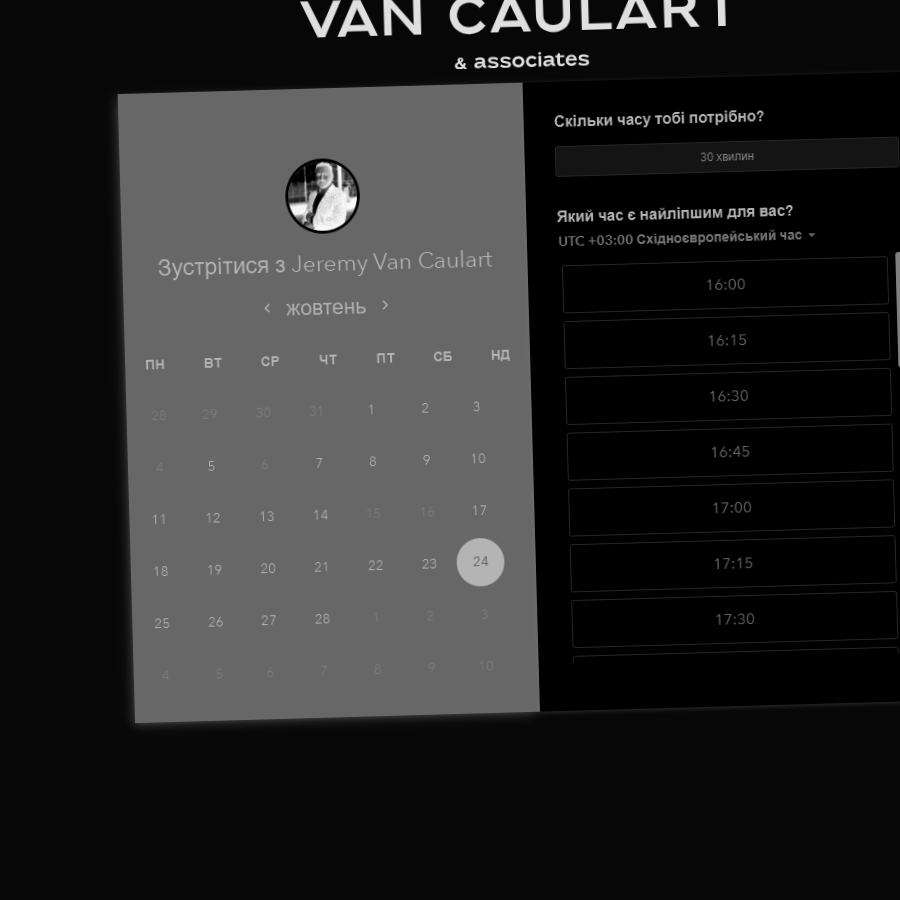 VAN CAULART
& associates
Зустрітися з Jeremy Van Caulart
жовтень
ПН ВТ СР ЧТ ПТ СБ НД
28 29 30 31 1 2 3
4 5 6 7 8 9 10
11 12 13 14 15 16 17
18 19 20 21 22 23 24
25 26 27 28 1 2 3
4 5 6 7 8 9 10
Скільки часу тобі потрібно?
30 хвилин
Який час є найліпшим для вас?
UTC +03:00 Східноєвропейський час
16:00
16:15
16:30
16:45
17:00
17:15
17:30